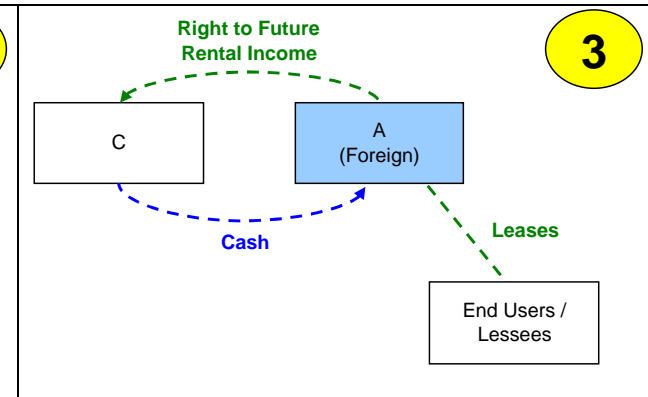 Right to Future
Rental Income
3
C
A
(Foreign)
Cash
Leases
End Users /
Lessees